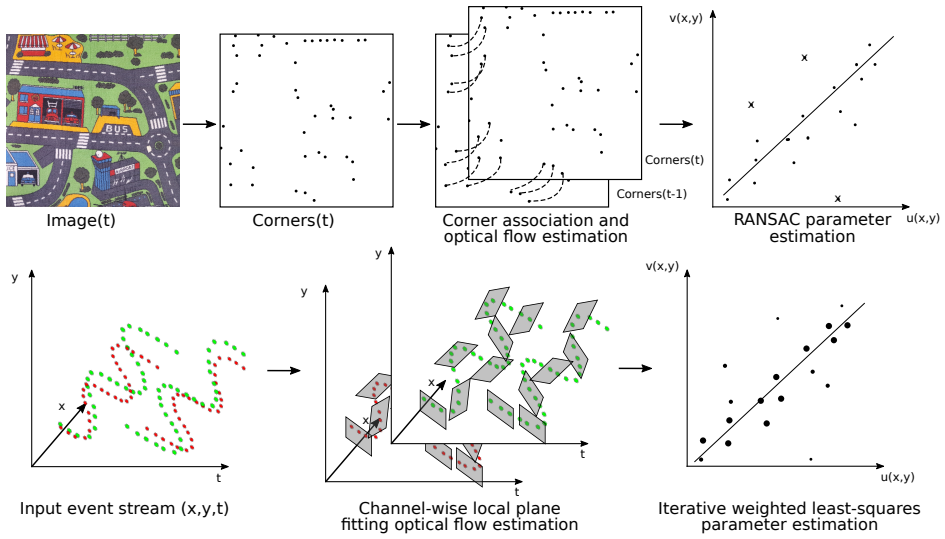 v(x,y)
BUS
Corners(t)
Corners(t-1)
u(x,y)
Image(t)
Corners(t)
Corner association and
optical flow estimation
RANSAC parameter
estimation
y
y
y
v(x,y)
x
x
x
t
t
t
u(x,y)
Input event stream (x,y,t)
Channel-wise local plane
fitting optical flow estimation
Iterative weighted least-squares
parameter estimation